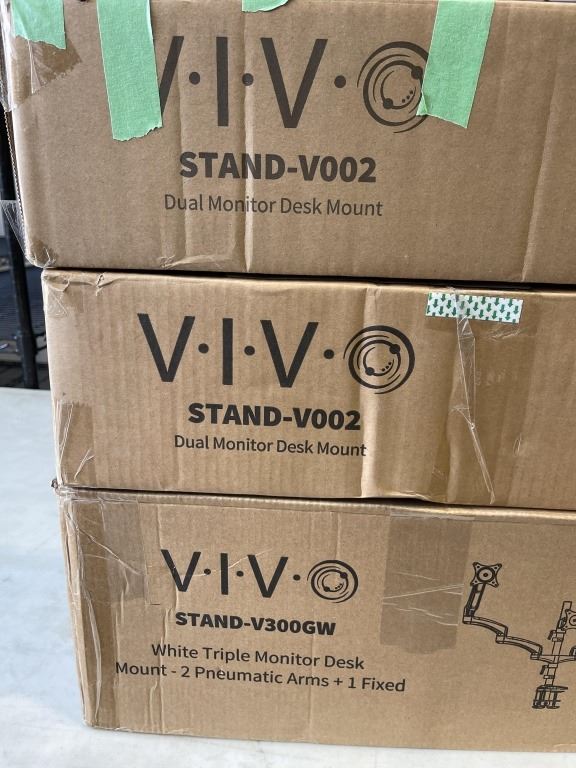 V·I·V·O
STAND-V002
Dual Monitor Desk Mount
V·I·V·O
STAND-V002
Dual Monitor Desk Mount
V·I·V·O
STAND-V300GW
White Triple Monitor Desk
Mount - 2 Pneumatic Arms + 1 Fixed